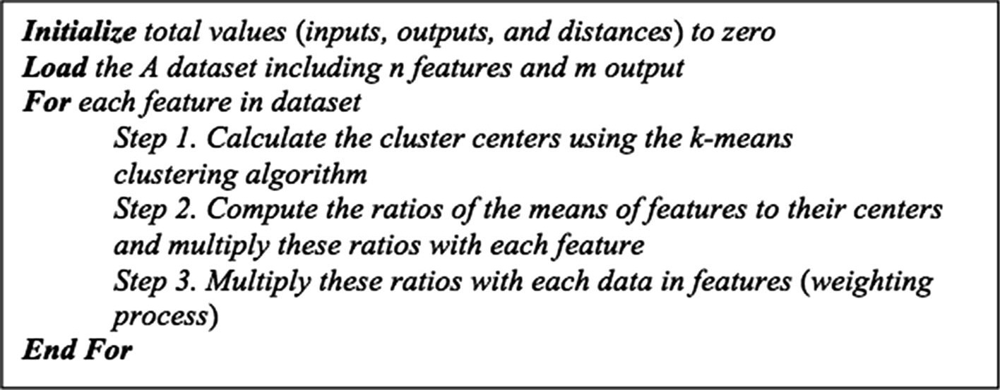 Initialize total values (inputs, outputs, and distances) to zero
Load the A dataset including n features and m output
For each feature in dataset
Step 1. Calculate the cluster centers using the k-means
clustering algorithm
Step 2. Compute the ratios of the means of features to their centers
and multiply these ratios with each feature
Step 3. Multiply these ratios with each data in features (weighting
process)
End For